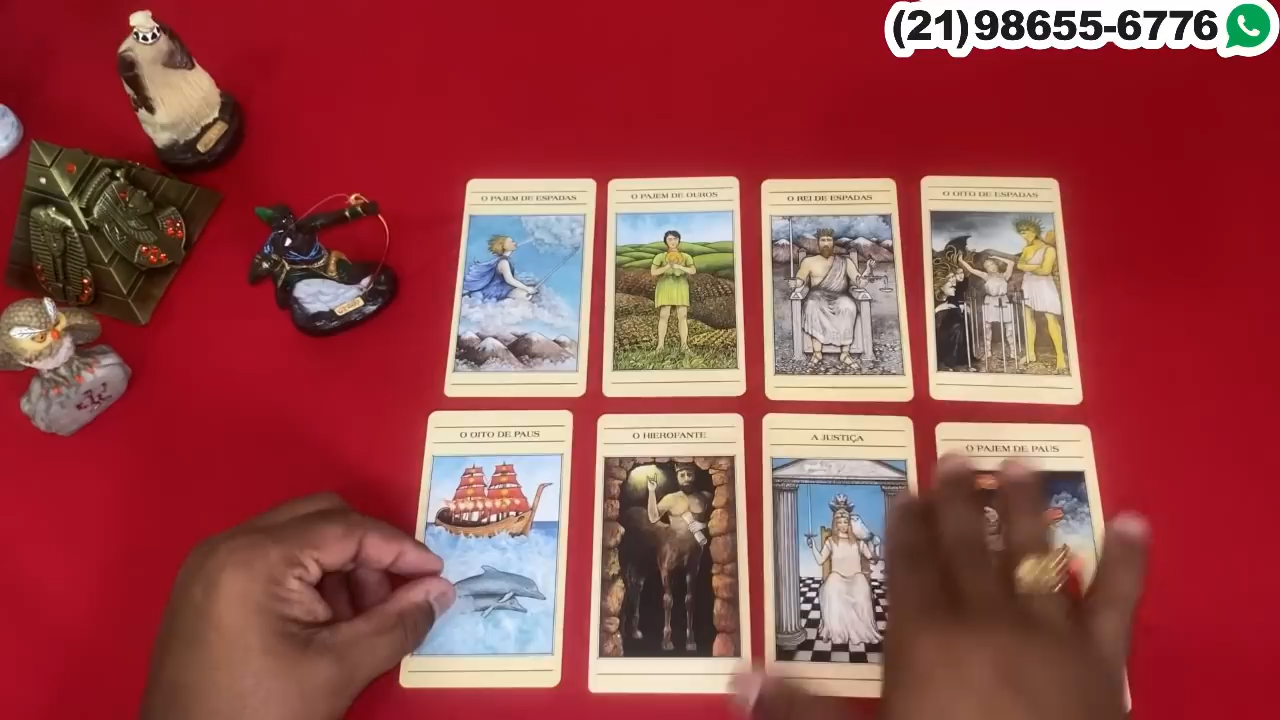 (21)98655-6776
O PAJEM DE ESPADAS
O PAJEM DE OUROS
O REI DE ESPADAS
O OITO DE ESPADAS
O OITO DE PAUS
O HIEROFANTE
A JUSTIÇA
O PAJEM DE PAUS